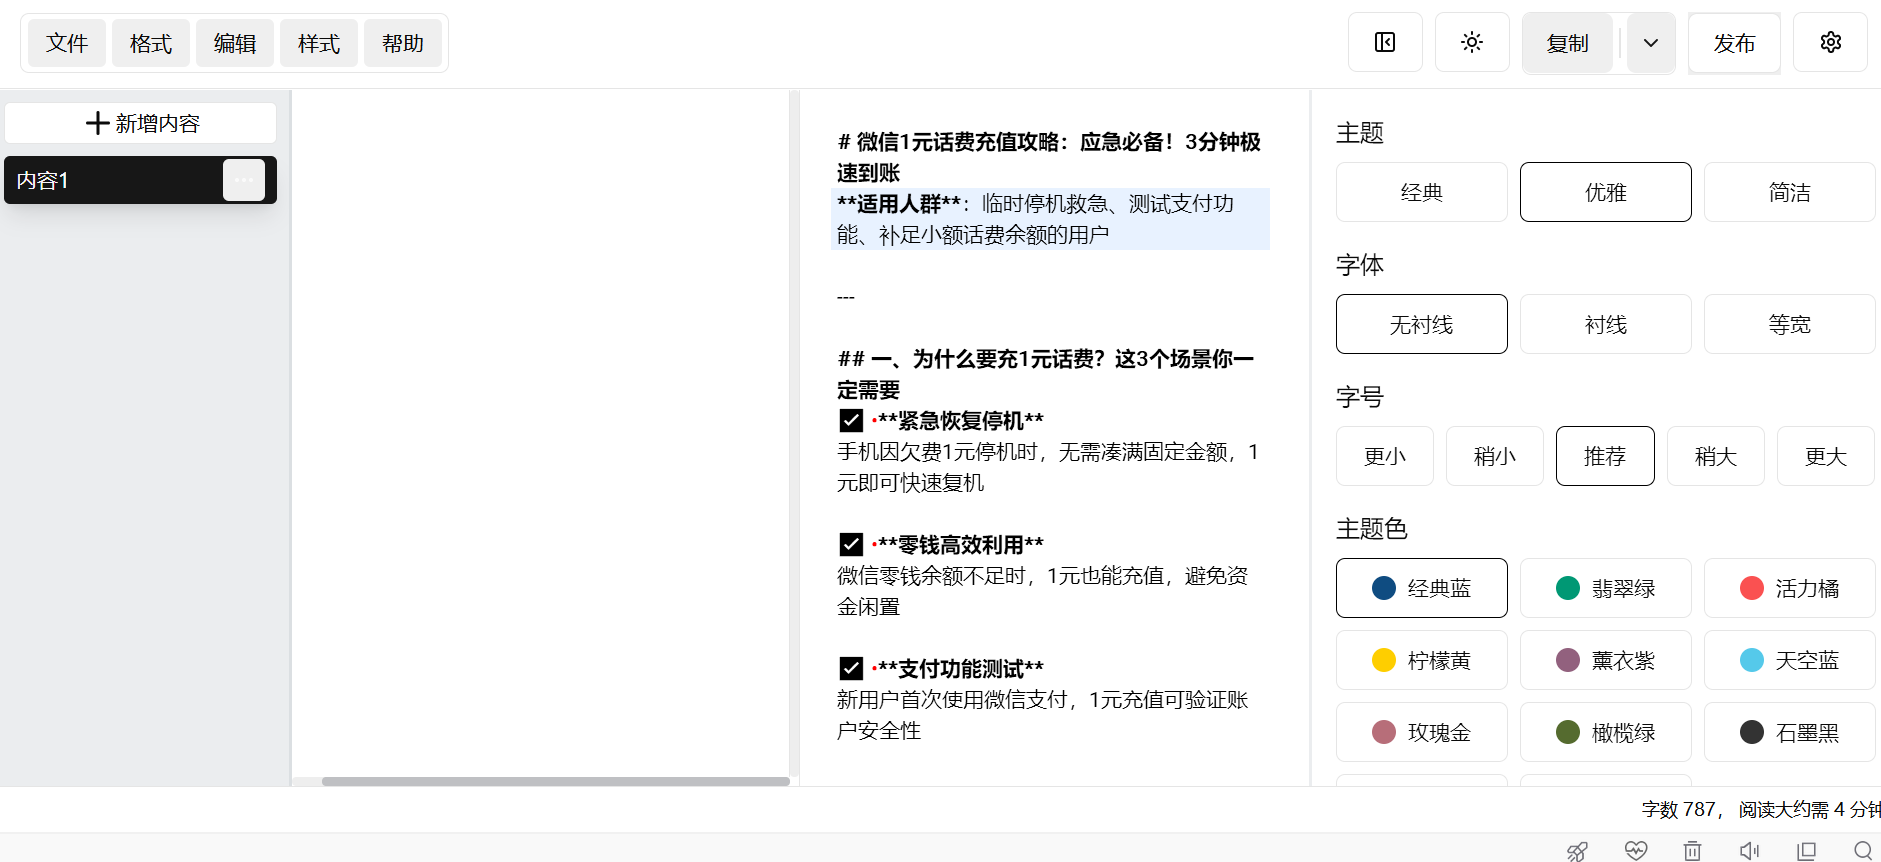 文件 格式 编辑 样式 帮助
复制 发布
新增内容
内容1
# 微信1元话费充值攻略：应急必备！3分钟极
速到账
**适用人群**：临时停机救急、测试支付功
能、补足小额话费余额的用户
---
## 一、为什么要充1元话费？这3个场景你一
定需要
✅ ·**紧急恢复停机**
手机因欠费1元停机时，无需凑满固定金额，1
元即可快速复机
✅ ·**零钱高效利用**
微信零钱余额不足时，1元也能充值，避免资
金闲置
✅ ·**支付功能测试**
新用户首次使用微信支付，1元充值可验证账
户安全性
主题
经典 优雅 简洁
字体
无衬线 衬线 等宽
字号
更小 稍小 推荐 稍大 更大
主题色
经典蓝 翡翠绿 活力橘
柠檬黄 薰衣紫 天空蓝
玫瑰金 橄榄绿 石墨黑
字数 787， 阅读大约需 4 分钟